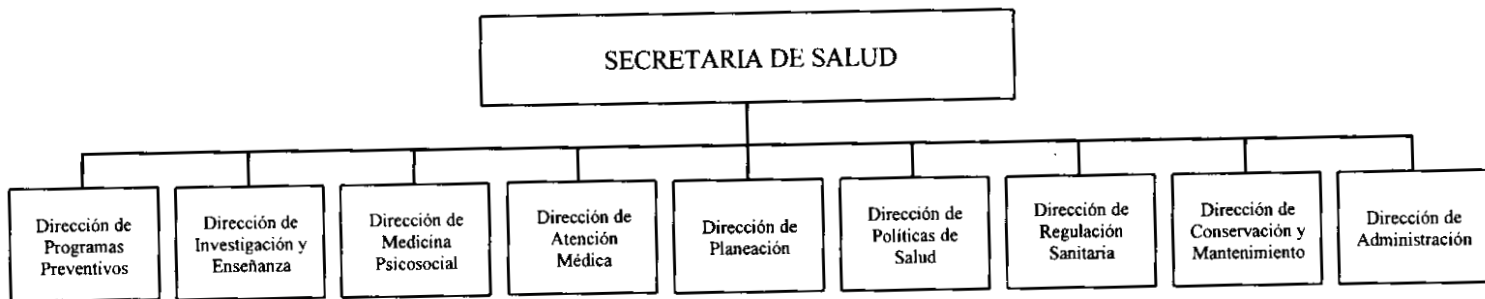 SECRETARIA DE SALUD
Dirección de
Programas
Preventivos
Dirección de
Investigación y
Enseñanza
Dirección de
Medicina
Psicosocial
Dirección de
Atención
Médica
Dirección de
Planeación
Dirección de
Políticas de
Salud
Dirección de
Regulación
Sanitaria
Dirección de
Conservación y
Mantenimiento
Dirección de
Administración